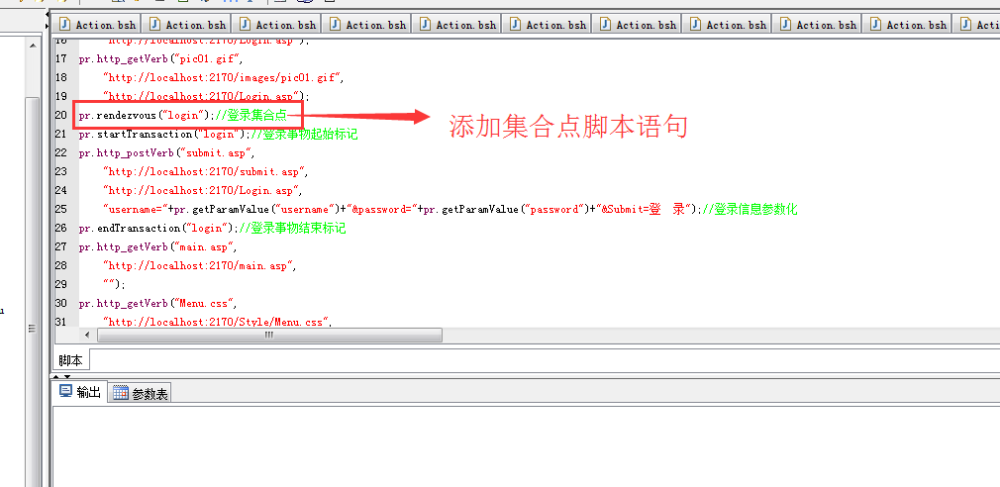 Action.bsh Action.bsh Action.bsh Action.bsh Action.bsh Action.bsh Action.bsh Action.bsh Action.bsh Action.bsh Action
16 "http://localhost:2170/Login.asp");
17 pr.http_getVerb("pic01.gif",
18 "http://localhost:2170/images/pic01.gif",
19 "http://localhost:2170/Login.asp");
20 pr.rendezvous("login");//登录集合点
添加集合点脚本语句
21 pr.startTransaction("login");//登录事物起始标记
22 pr.http_postVerb("submit.asp",
23 "http://localhost:2170/submit.asp",
24 "http://localhost:2170/Login.asp",
25 "username="+pr.getParamValue("username")+"&password="+pr.getParamValue("password")+"&Submit=登　录");//登录信息参数化
26 pr.endTransaction("login");//登录事物结束标记
27 pr.http_getVerb("main.asp",
28 "http://localhost:2170/main.asp",
29 "");
30 pr.http_getVerb("Menu.css",
31 "http://localhost:2170/Style/Menu.css",
脚本
输出 参数表